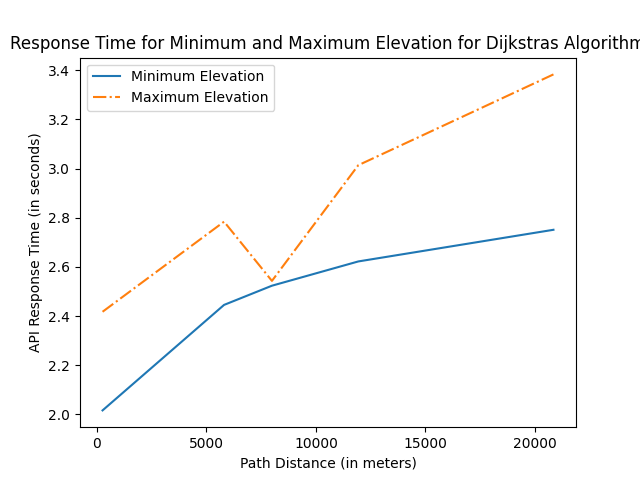 Response Time for Minimum and Maximum Elevation for Dijkstras Algorithm
Minimum Elevation
Maximum Elevation
3.4
3.2
3.0
2.8
2.6
2.4
2.2
2.0
API Response Time (in seconds)
0
5000
10000
15000
20000
Path Distance (in meters)